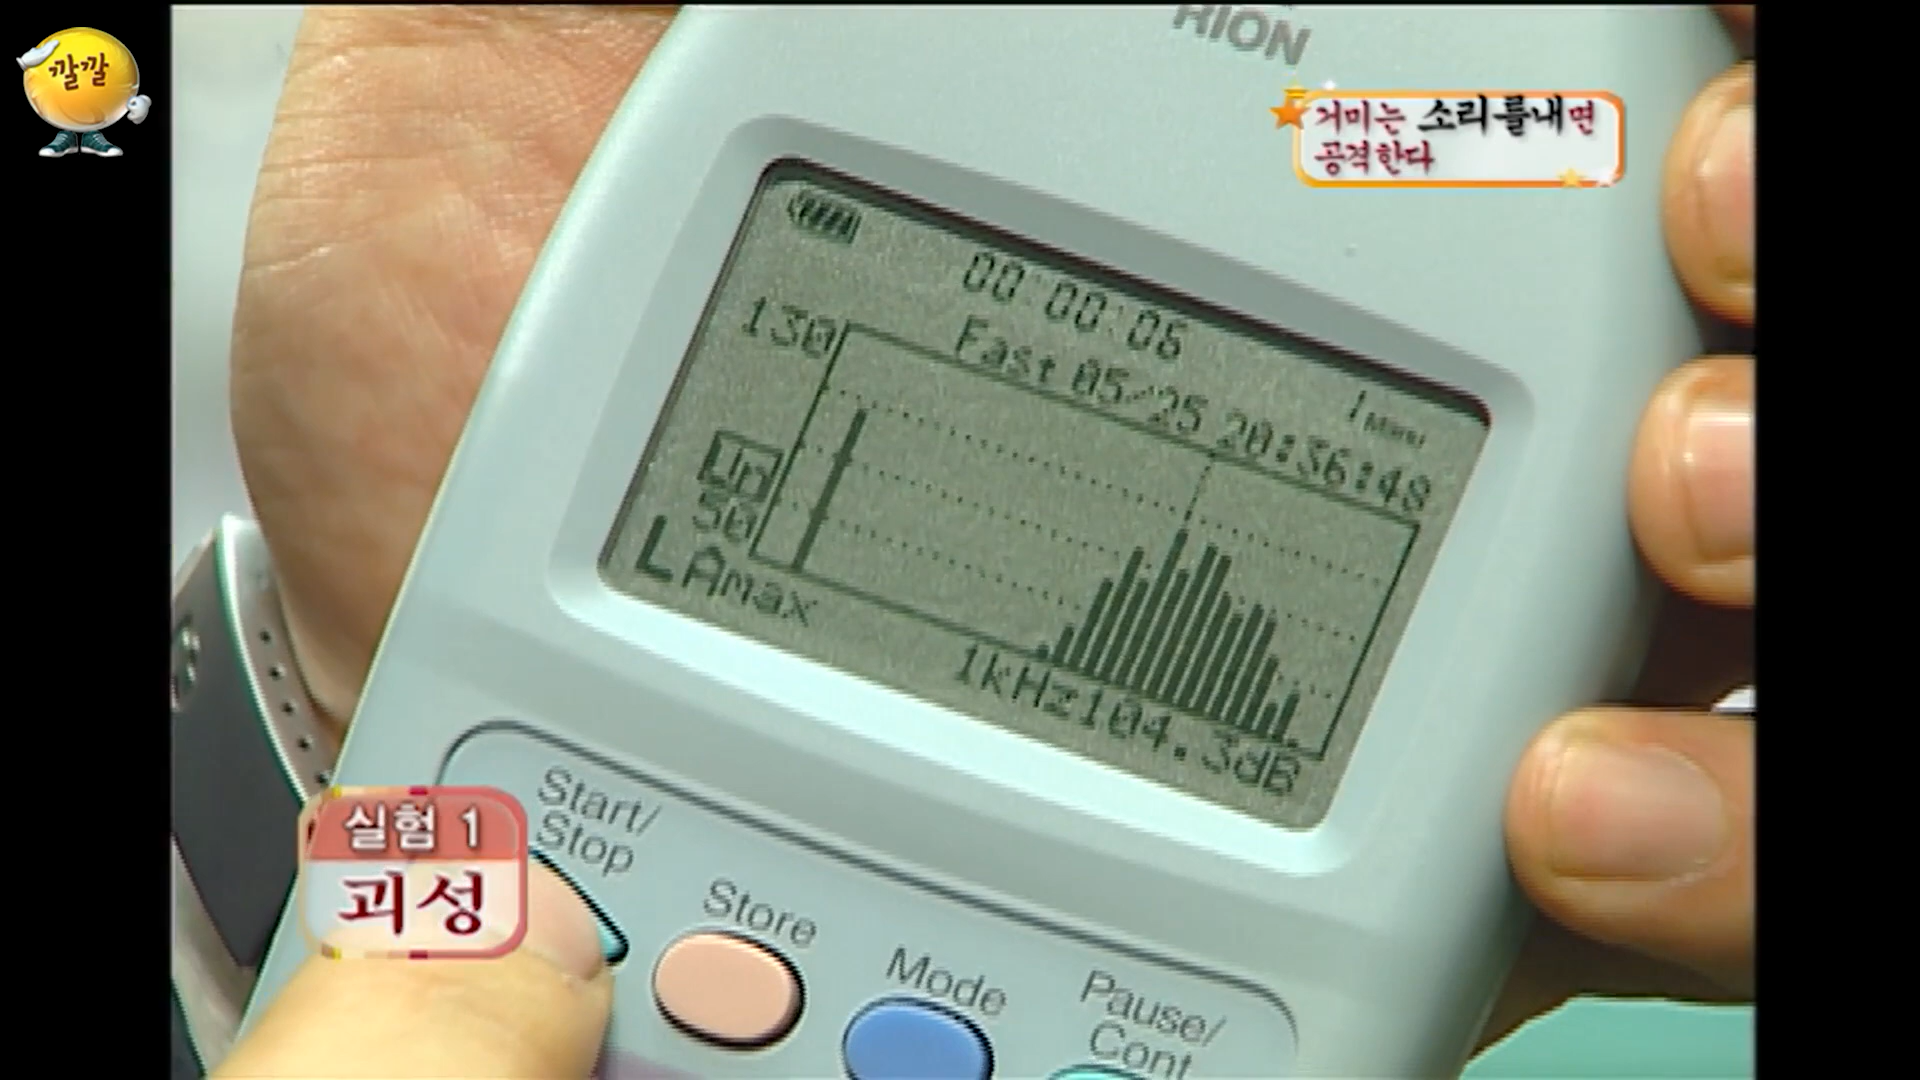 깔깔
RION
거미는 소리를내면
공격한다
00:00:05
130
Fast 05/25 20:36:48
1 Menu
50
LAmax
1kHz104.3dB
실험 1
괴성
Start/
Stop
Store
Mode
Pause/
Cont